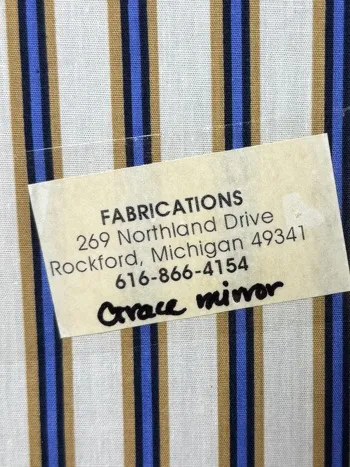 FABRICATIONS
269 Northland Drive
Rockford, Michigan 49341
616-866-4154
Grace mirror